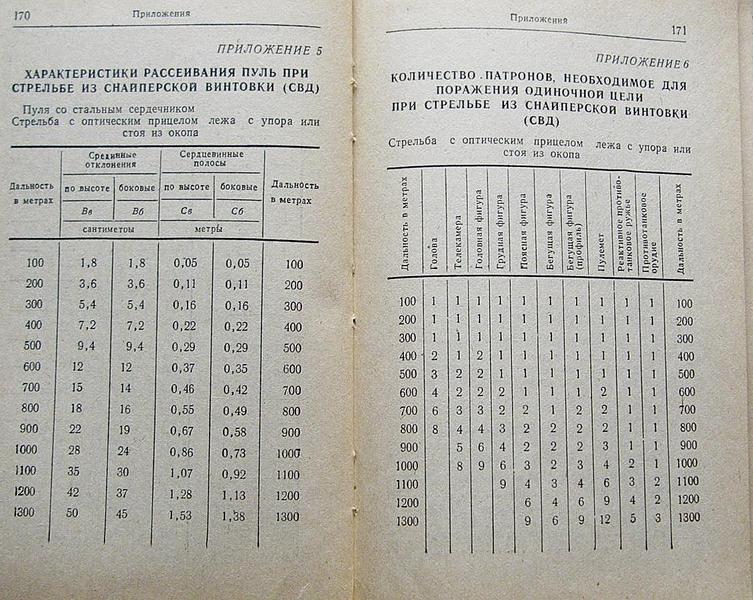 170 Приложения
ПРИЛОЖЕНИЕ 5
ХАРАКТЕРИСТИКИ РАССЕИВАНИЯ ПУЛЬ ПРИ
СТРЕЛЬБЕ ИЗ СНАЙПЕРСКОЙ ВИНТОВКИ (СВД)
Пуля со стальным сердечником
Стрельба с оптическим прицелом лежа с упора или
стоя из окопа
Дальность в метрах Срединные отклонения Сердцевинные полосы Дальность в метрах
по высоте боковые по высоте боковые
Вв Вб Св Сб
сантиметры метры
100 1,8 1,8 0,05 0,05 100
200 3,6 3,6 0,11 0,11 200
300 5,4 5,4 0,16 0,16 300
400 7,2 7,2 0,22 0,22 400
500 9,4 9,4 0,29 0,29 500
600 12 12 0,37 0,35 600
700 15 14 0,46 0,42 700
800 18 16 0,55 0,49 800
900 22 19 0,67 0,58 900
1000 28 24 0,86 0,73 1000
1100 35 30 1,07 0,92 1100
1200 42 37 1,28 1,13 1200
1300 50 45 1,53 1,38 1300
Приложения 171
ПРИЛОЖЕНИЕ 6
КОЛИЧЕСТВО ПАТРОНОВ, НЕОБХОДИМОЕ ДЛЯ
ПОРАЖЕНИЯ ОДИНОЧНОЙ ЦЕЛИ
ПРИ СТРЕЛЬБЕ ИЗ СНАЙПЕРСКОЙ ВИНТОВКИ
(СВД)
Стрельба с оптическим прицелом лежа с упора или
стоя из окопа
Дальность в метрах
Голова
Телекамера
Головная фигура
Грудная фигура
Поясная фигура
Бегущая фигура
Бегущая фигура
(профиль)
Пулемет
Реактивное противо-
танковое ружье
Противотанковое
орудие
Дальность в метрах
100 1 1 1 1 1 1 1 1 1 1 100
200 1 1 1 1 1 1 1 1 1 1 200
300 1 1 1 1 1 1 1 1 1 1 300
400 2 1 2 1 1 1 1 1 1 1 400
500 3 2 2 1 1 1 1 1 1 1 500
600 4 2 2 2 1 1 1 2 1 1 600
700 6 3 3 2 2 1 2 2 1 1 700
800 8 4 4 3 2 2 2 2 1 1 800
900 5 6 4 2 2 2 3 1 1 900
1000 8 9 6 3 2 3 4 2 1 1000
1100 9 4 3 4 6 3 2 1100
1200 6 4 6 9 4 2 1200
1300 9 6 9 12 5 3 1300